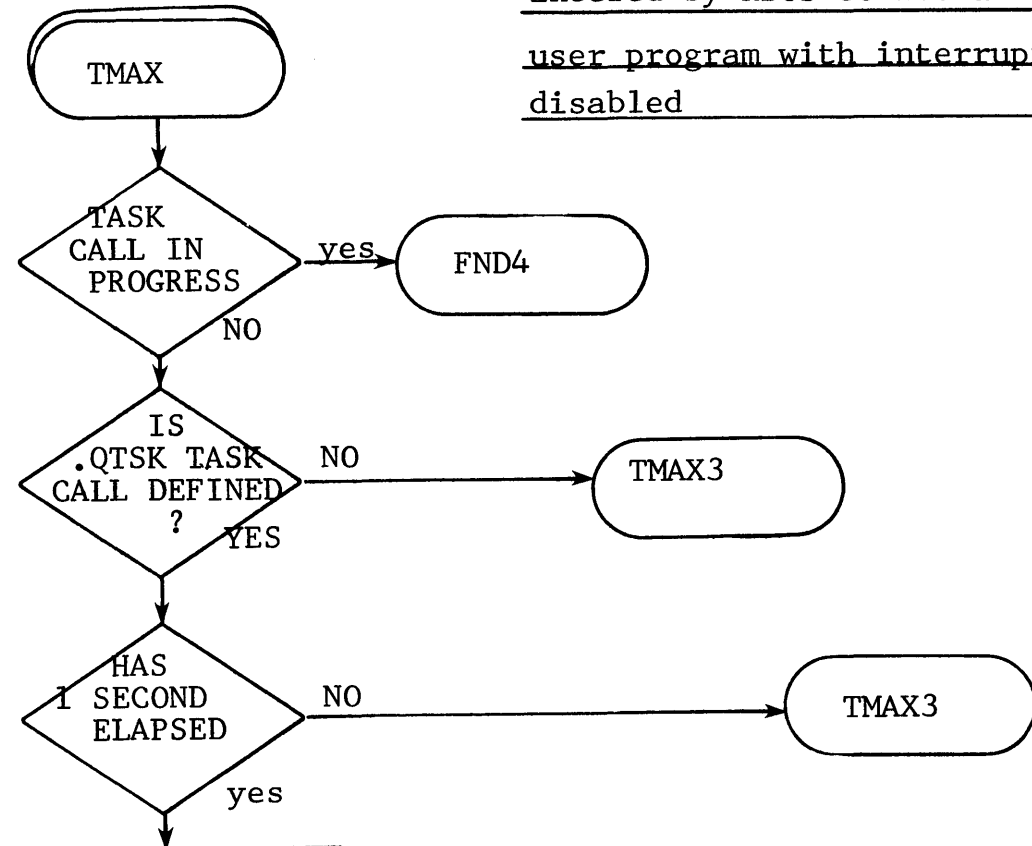 user program with
disabled
TMAX
TASK
CALL IN
PROGRESS
yes
FND4
NO
IS
.QTSK TASK
CALL DEFINED
?
NO
TMAX3
YES
HAS
1 SECOND
ELAPSED
NO
TMAX3
yes